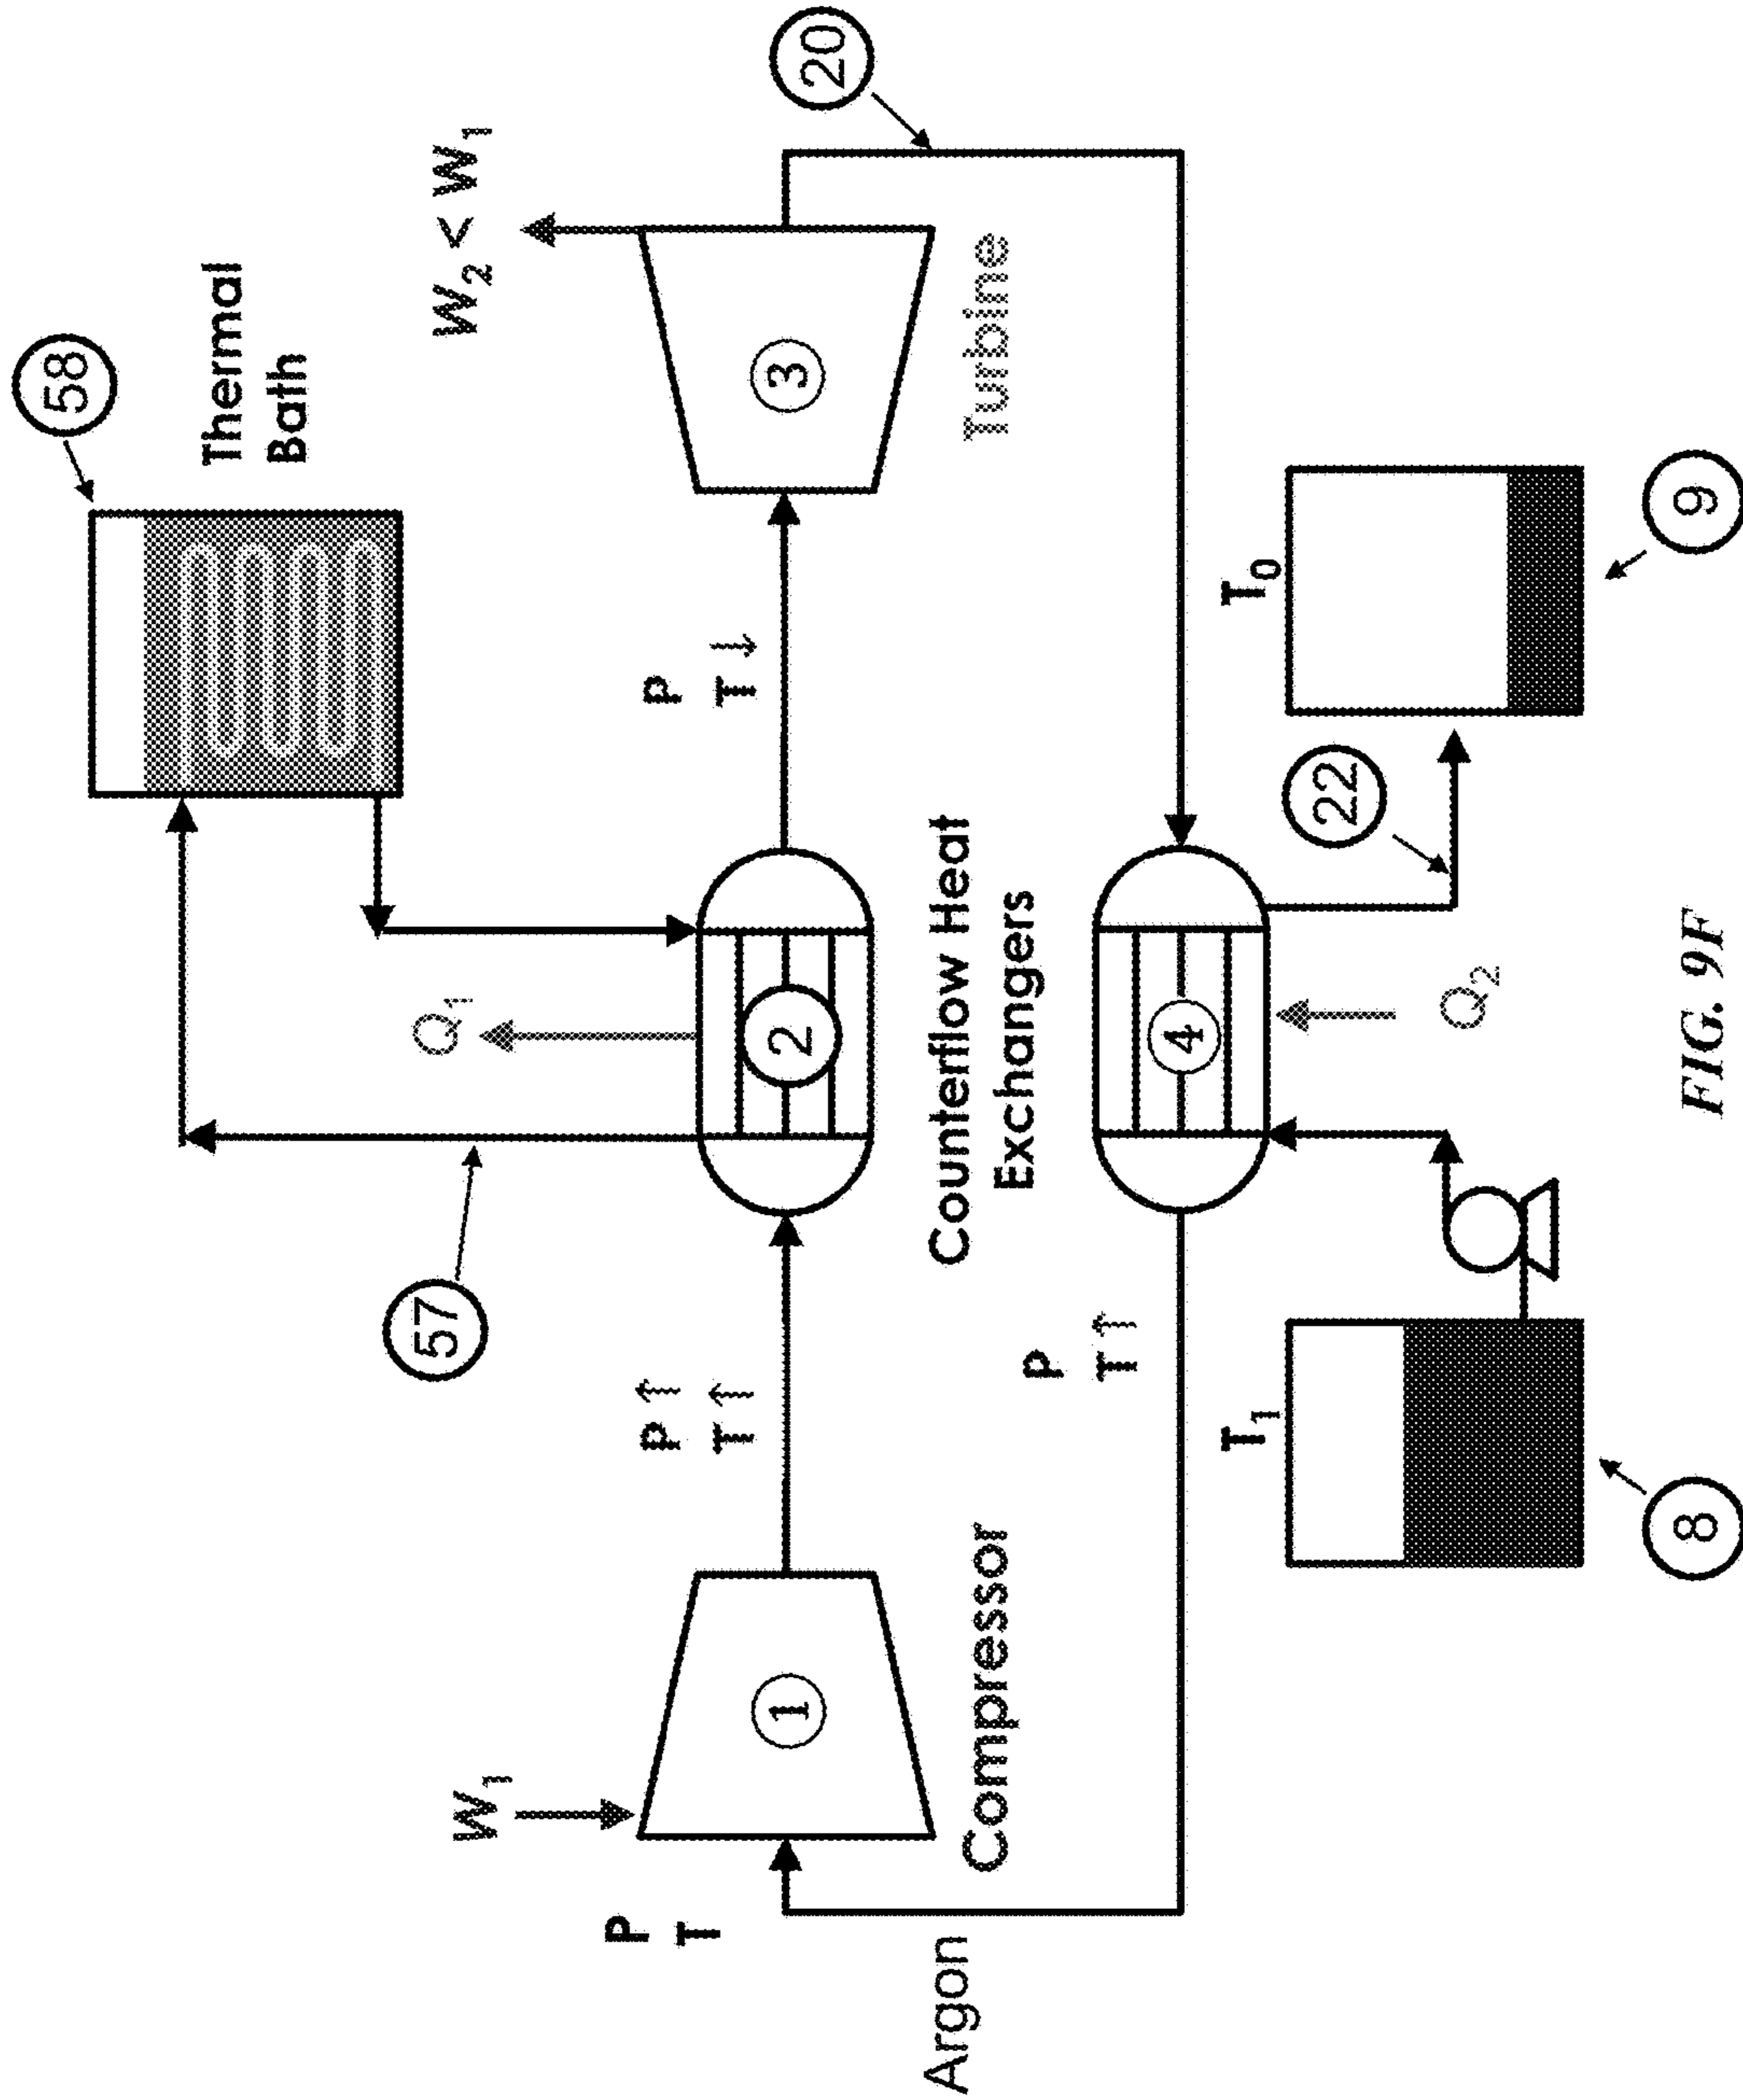 58
Thermal
Bath
57
Q₁
W₂ < W₁
20
W₁
P
T
P↑
T↑
P
T↓
1
2
3
Compressor
Counterflow Heat
Exchangers
Turbine
Argon
P
T↑
4
T₁
T₀
22
Q₂
8
9
FIG. 9F